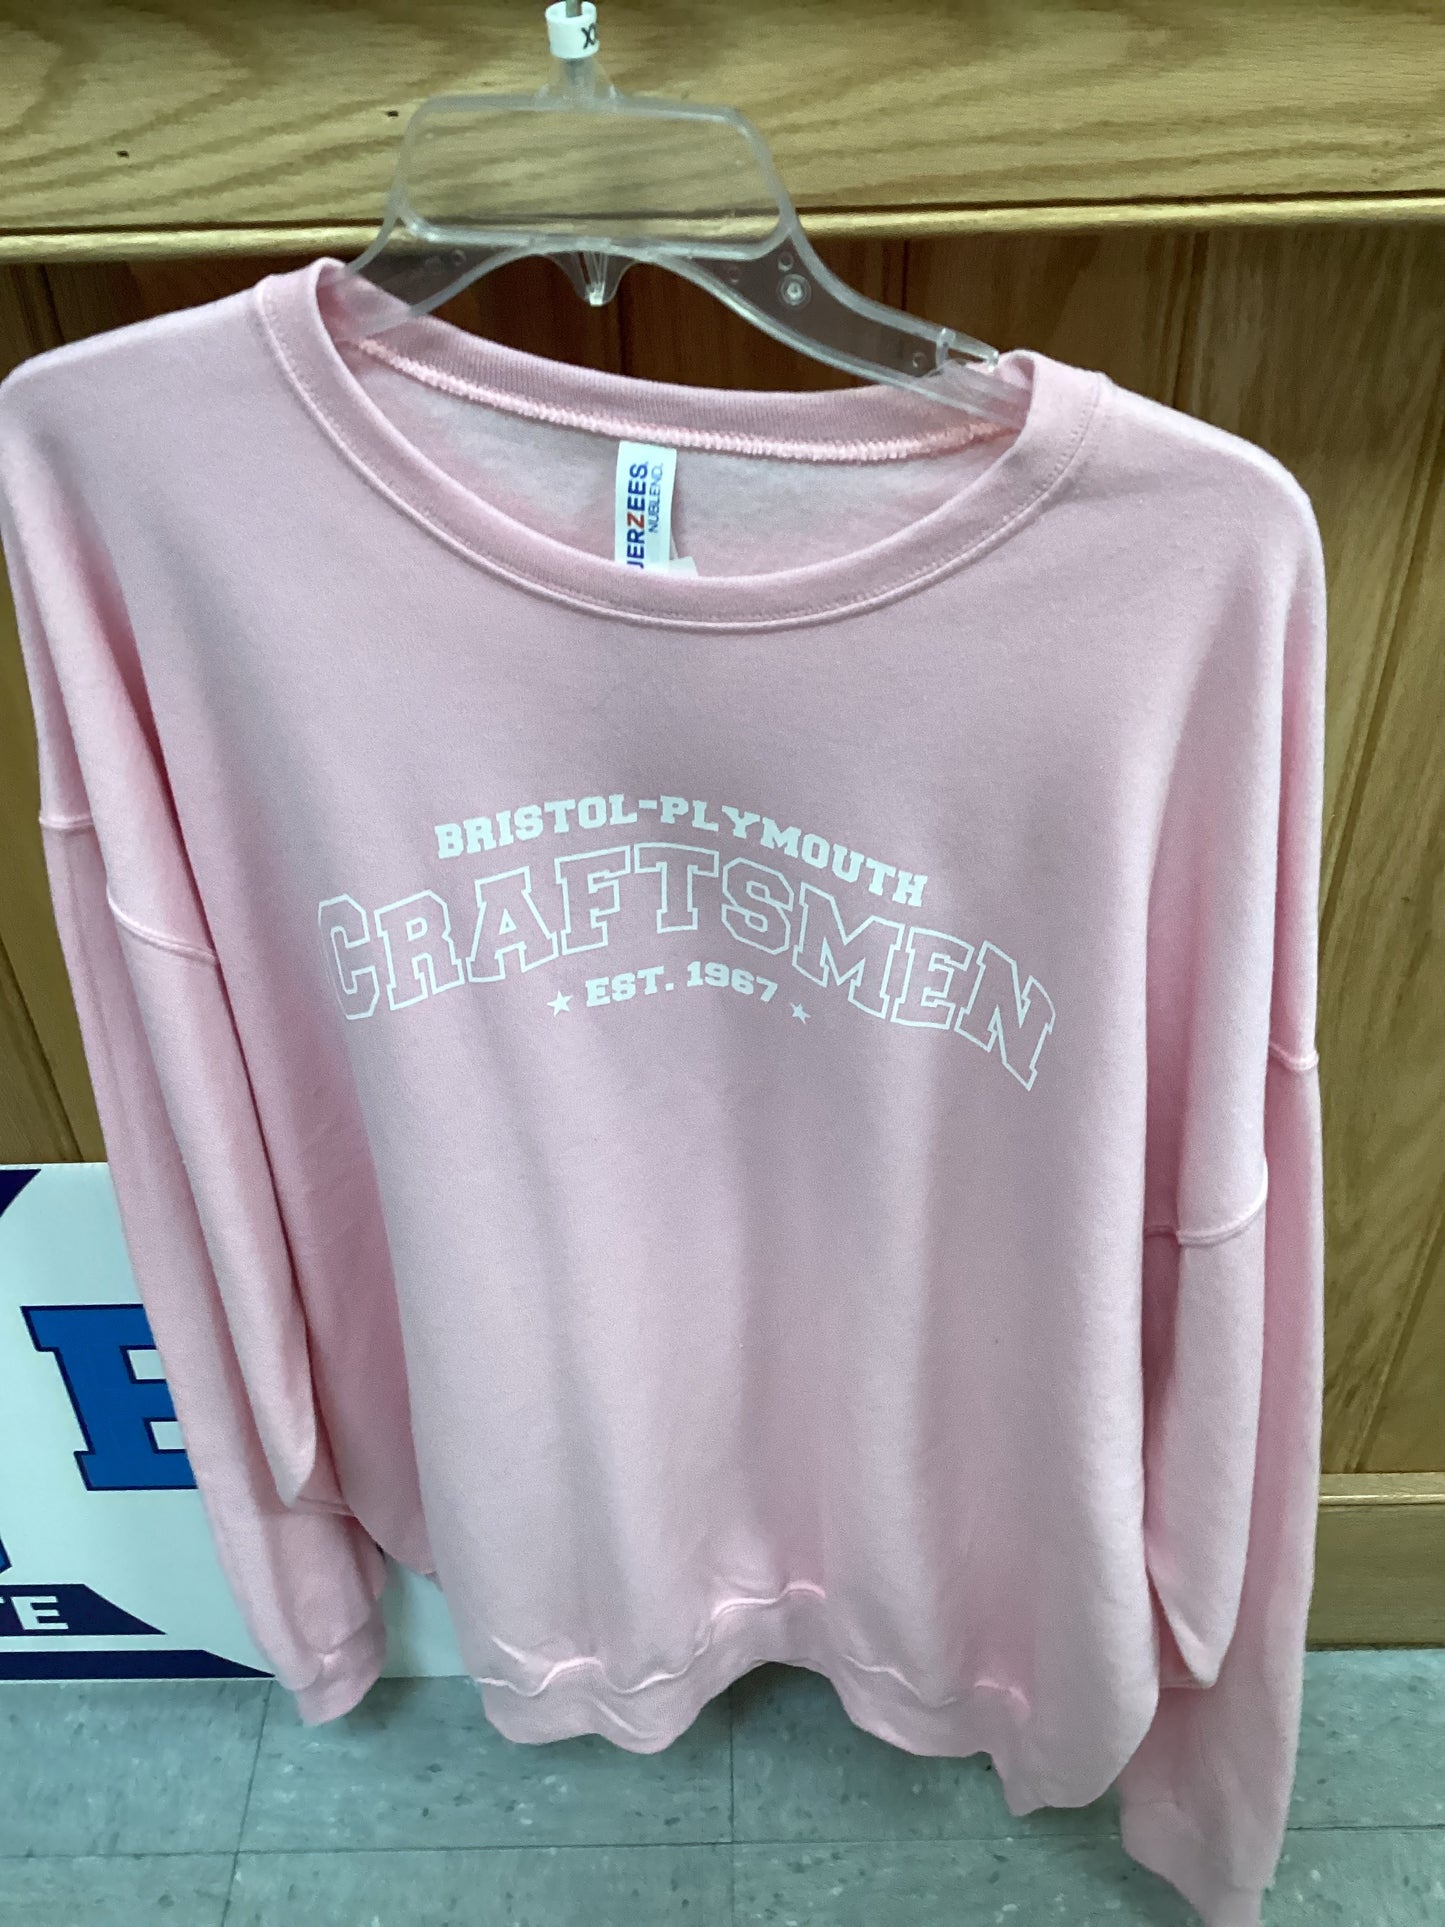 JERZEES
NUBLEND
BRISTOL-PLYMOUTH
CRAFTSMEN
EST. 1967